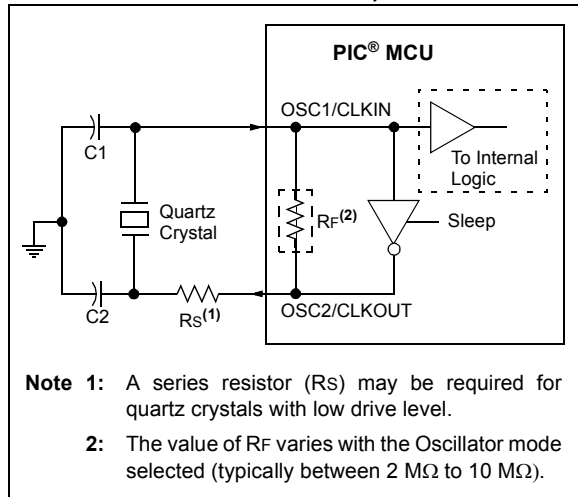 PIC® MCU
OSC1/CLKIN
C1
To Internal
Logic
Quartz
Crystal
RF(2)
Sleep
C2
RS(1)
OSC2/CLKOUT
Note 1: A series resistor (RS) may be required for
quartz crystals with low drive level.
2: The value of RF varies with the Oscillator mode
selected (typically between 2 MΩ to 10 MΩ).